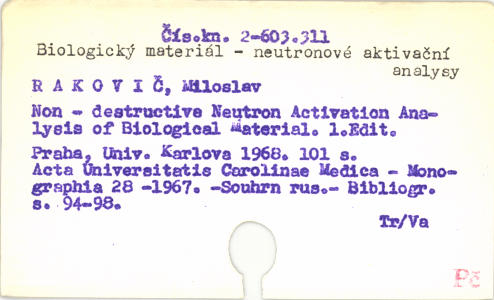 Čís.kn. 2-603.311
Biologický materiál - neutronové aktivační
analysy
R A K O V I Č, Miloslav
Non - destructive Neutron Activation Ana-
lysis of Biological Material. 1.Edit.
Praha, Univ. Karlova 1968. 101 s.
Acta Universitatis Carolinae Medica - Mono-
graphia 28 -1967. -Souhrn rus.- Bibliogr.
s. 94-98.
Tr/Va
Pč